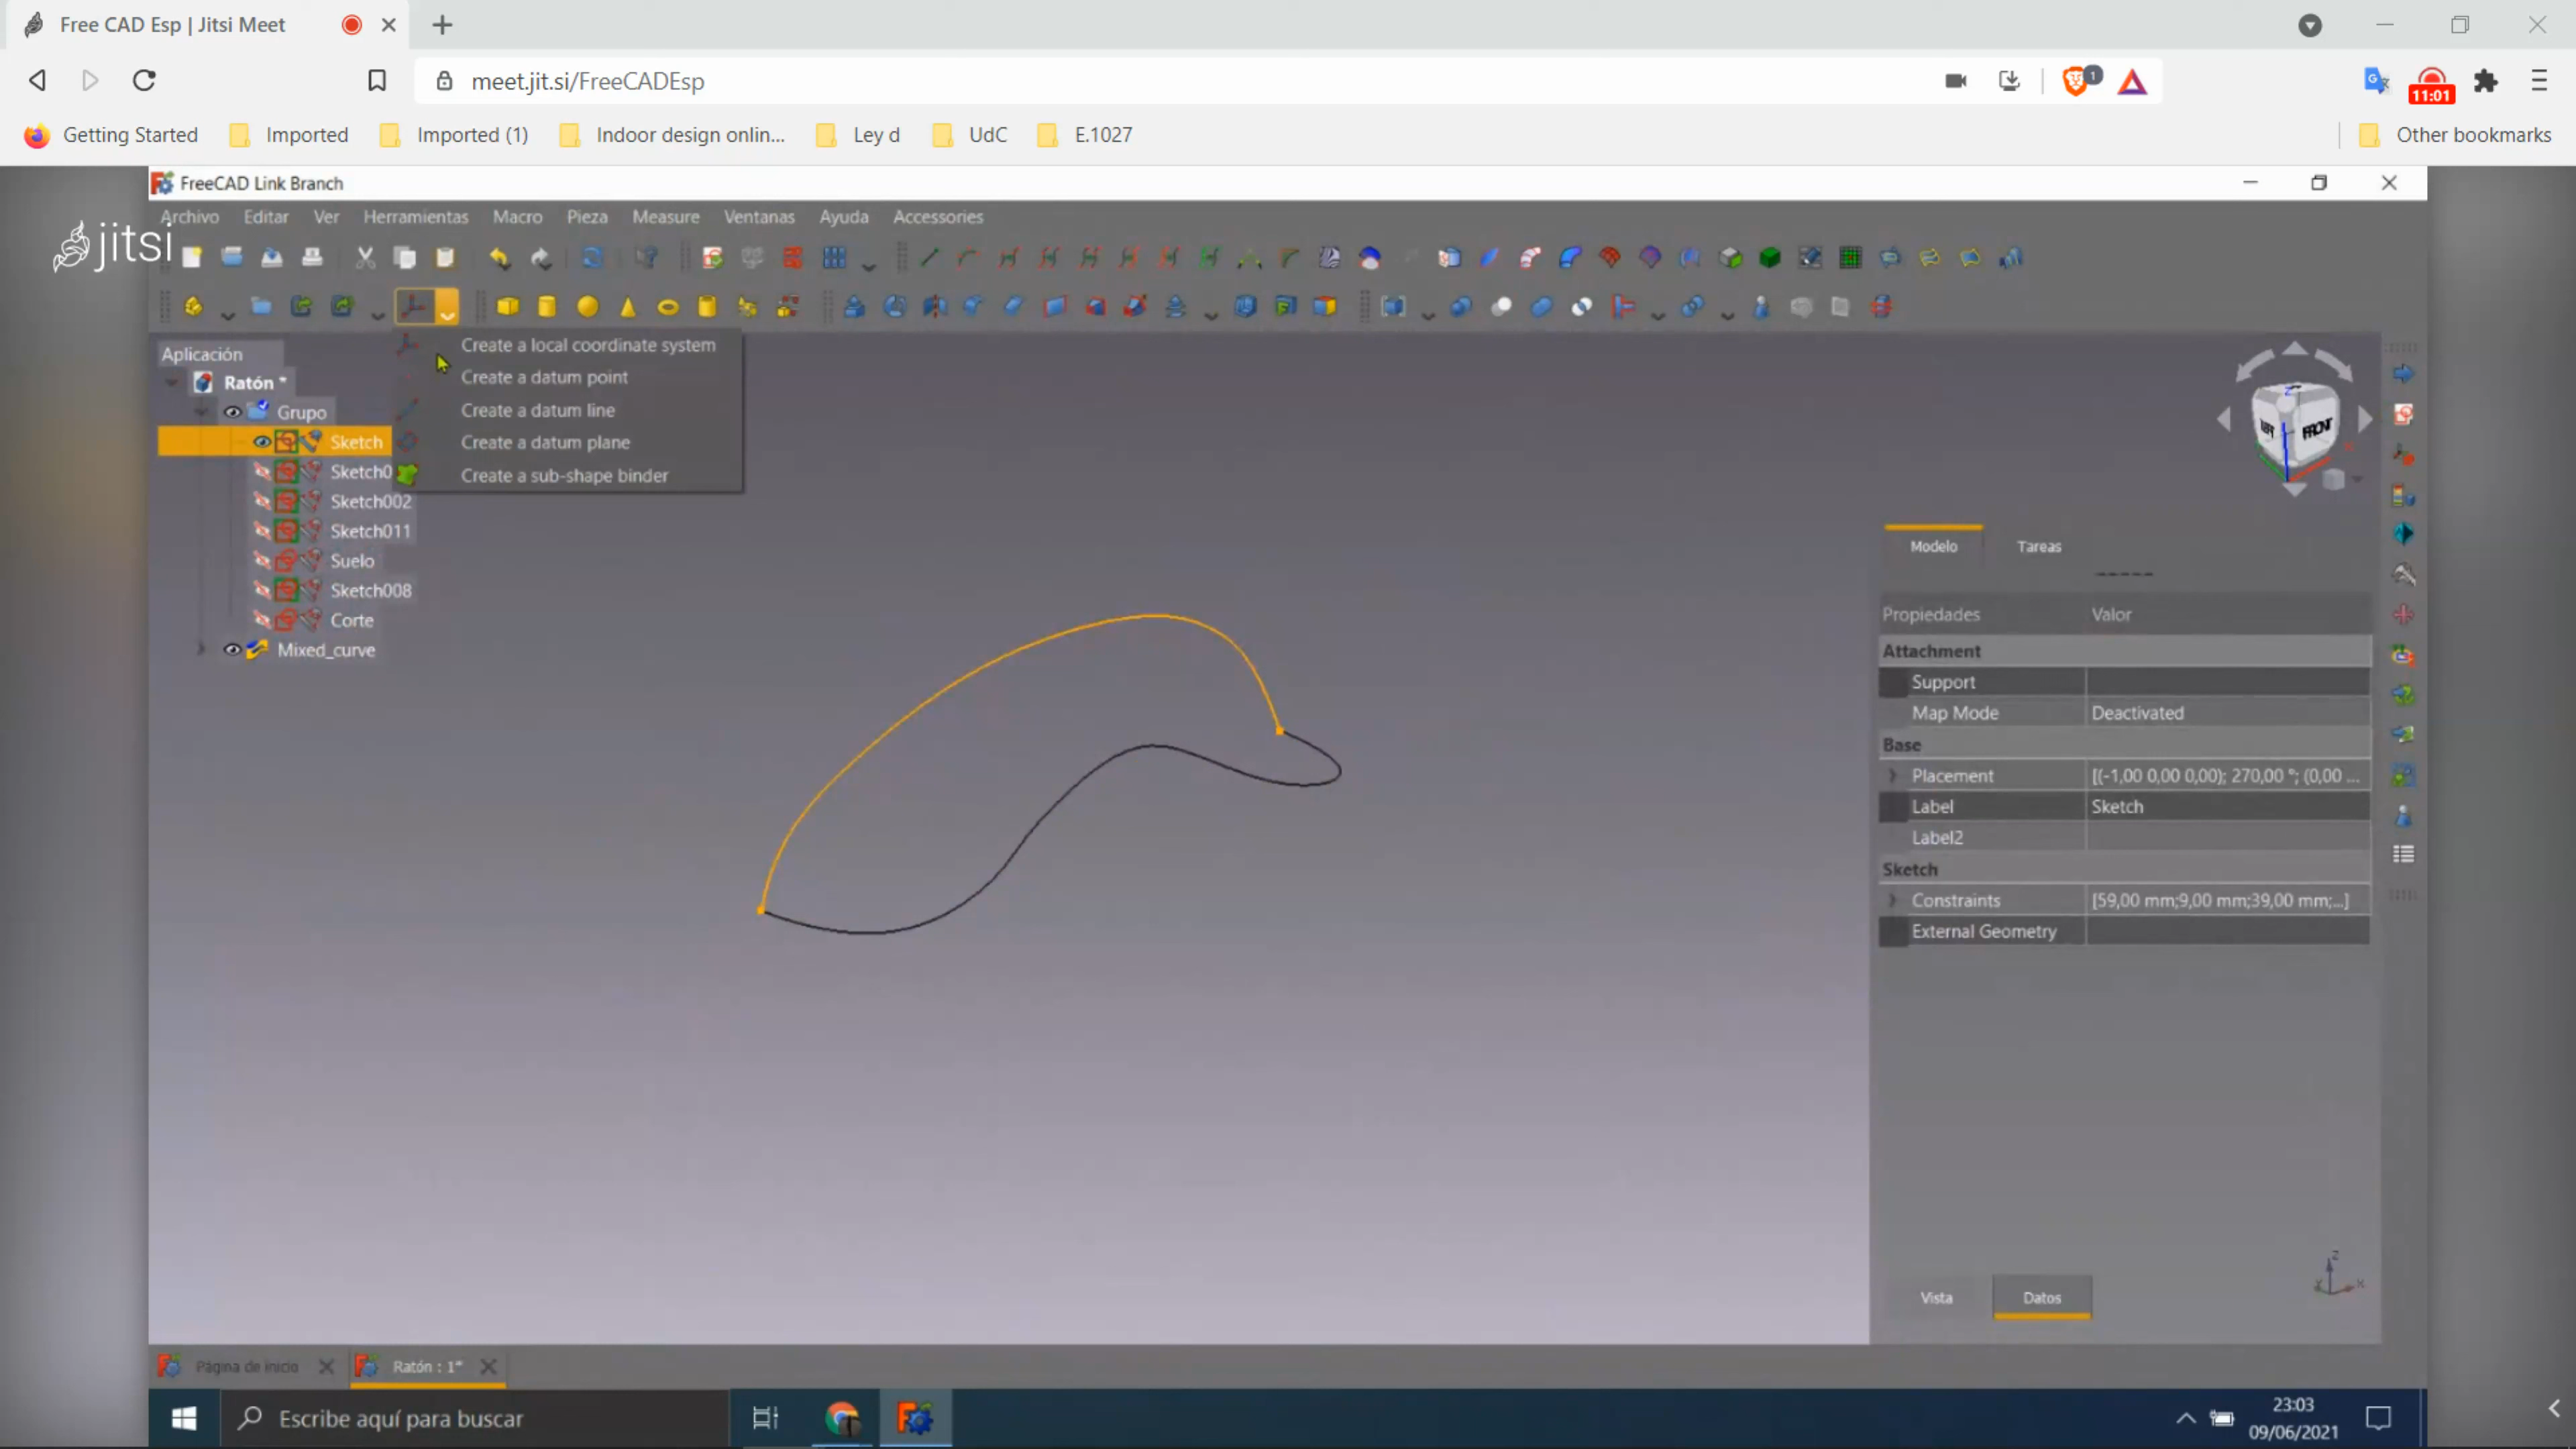 Free CAD Esp | Jitsi Meet
meet.jit.si/FreeCADEsp
1
11:01
Getting Started
Imported
Imported (1)
Indoor design onlin...
Ley d
UdC
E.1027
Other bookmarks
FreeCAD Link Branch
jitsi
Archivo
Editar
Ver
Herramientas
Macro
Pieza
Measure
Ventanas
Ayuda
Accessories
Create a local coordinate system
Create a datum point
Create a datum line
Create a datum plane
Create a sub-shape binder
Aplicación
Ratón *
Grupo
Sketch
Sketch0
Sketch002
Sketch011
Suelo
Sketch008
Corte
Mixed_curve
FRONT
Modelo
Tareas
Propiedades
Valor
Attachment
Support
Map Mode
Deactivated
Base
Placement
[(-1,00 0,00 0,00); 270,00 °; (0,00 ...
Label
Sketch
Label2
Sketch
Constraints
[59,00 mm;9,00 mm;39,00 mm;...]
External Geometry
Vista
Datos
Página de inicio
Ratón : 1*
Escribe aquí para buscar
23:03
09/06/2021